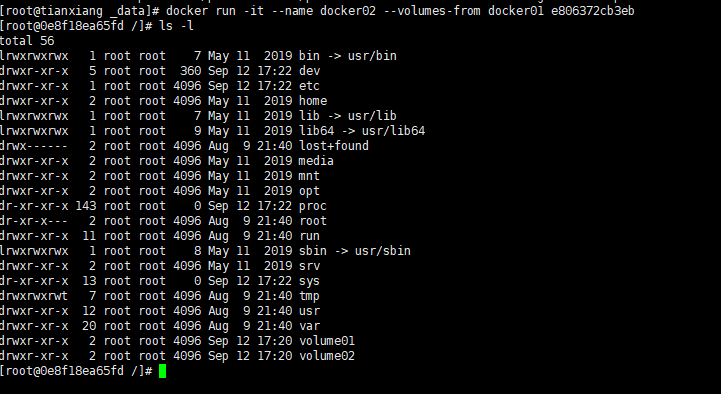 [root@tianxiang _data]# docker run -it --name docker02 --volumes-from docker01 e806372cb3eb
[root@0e8f18ea65fd /]# ls -l
total 56
lrwxrwxrwx   1 root root    7 May 11  2019 bin -> usr/bin
drwxr-xr-x   5 root root  360 Sep 12 17:22 dev
drwxr-xr-x   1 root root 4096 Sep 12 17:22 etc
drwxr-xr-x   2 root root 4096 May 11  2019 home
lrwxrwxrwx   1 root root    7 May 11  2019 lib -> usr/lib
lrwxrwxrwx   1 root root    9 May 11  2019 lib64 -> usr/lib64
drwx------   2 root root 4096 Aug  9 21:40 lost+found
drwxr-xr-x   2 root root 4096 May 11  2019 media
drwxr-xr-x   2 root root 4096 May 11  2019 mnt
drwxr-xr-x   2 root root 4096 May 11  2019 opt
dr-xr-xr-x 143 root root    0 Sep 12 17:22 proc
dr-xr-x---   2 root root 4096 Aug  9 21:40 root
drwxr-xr-x  11 root root 4096 Aug  9 21:40 run
lrwxrwxrwx   1 root root    8 May 11  2019 sbin -> usr/sbin
drwxr-xr-x   2 root root 4096 May 11  2019 srv
dr-xr-xr-x  13 root root    0 Sep 12 17:22 sys
drwxrwxrwt   7 root root 4096 Aug  9 21:40 tmp
drwxr-xr-x  12 root root 4096 Aug  9 21:40 usr
drwxr-xr-x  20 root root 4096 Aug  9 21:40 var
drwxr-xr-x   2 root root 4096 Sep 12 17:20 volume01
drwxr-xr-x   2 root root 4096 Sep 12 17:20 volume02
[root@0e8f18ea65fd /]#